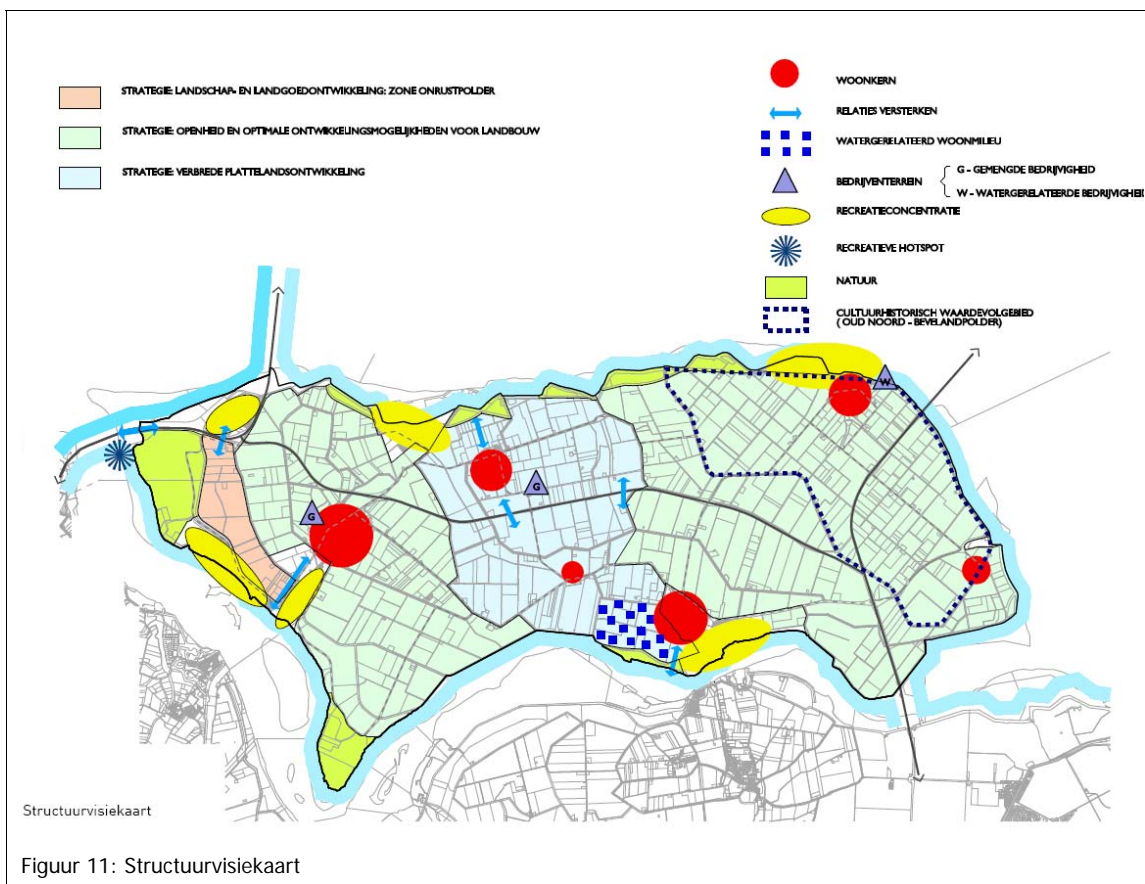 STRATEGIE: LANDSCHAP- EN LANDGOEDONTWIKKELING: ZONE ONRUSTPOLDER
STRATEGIE: OPENHEID EN OPTIMALE ONTWIKKELINGSMOGELIJKHEDEN VOOR LANDBOUW
STRATEGIE: VERBREDE PLATTELANDSONTWIKKELING
WOONKERN
RELATIES VERSTERKEN
WATERGERELATEERD WOONMILIEU
BEDRIJVENTERREIN
G - GEMENGDE BEDRIJVIGHEID
W - WATERGERELATEERDE BEDRIJVIGHEID
RECREATIECONCENTRATIE
RECREATIEVE HOTSPOT
NATUUR
CULTUURHISTORISCH WAARDEVOLGEBIED
( OUD NOORD - BEVELANDPOLDER)
W
G
G
Structuurvisiekaart
Figuur 11: Structuurvisiekaart